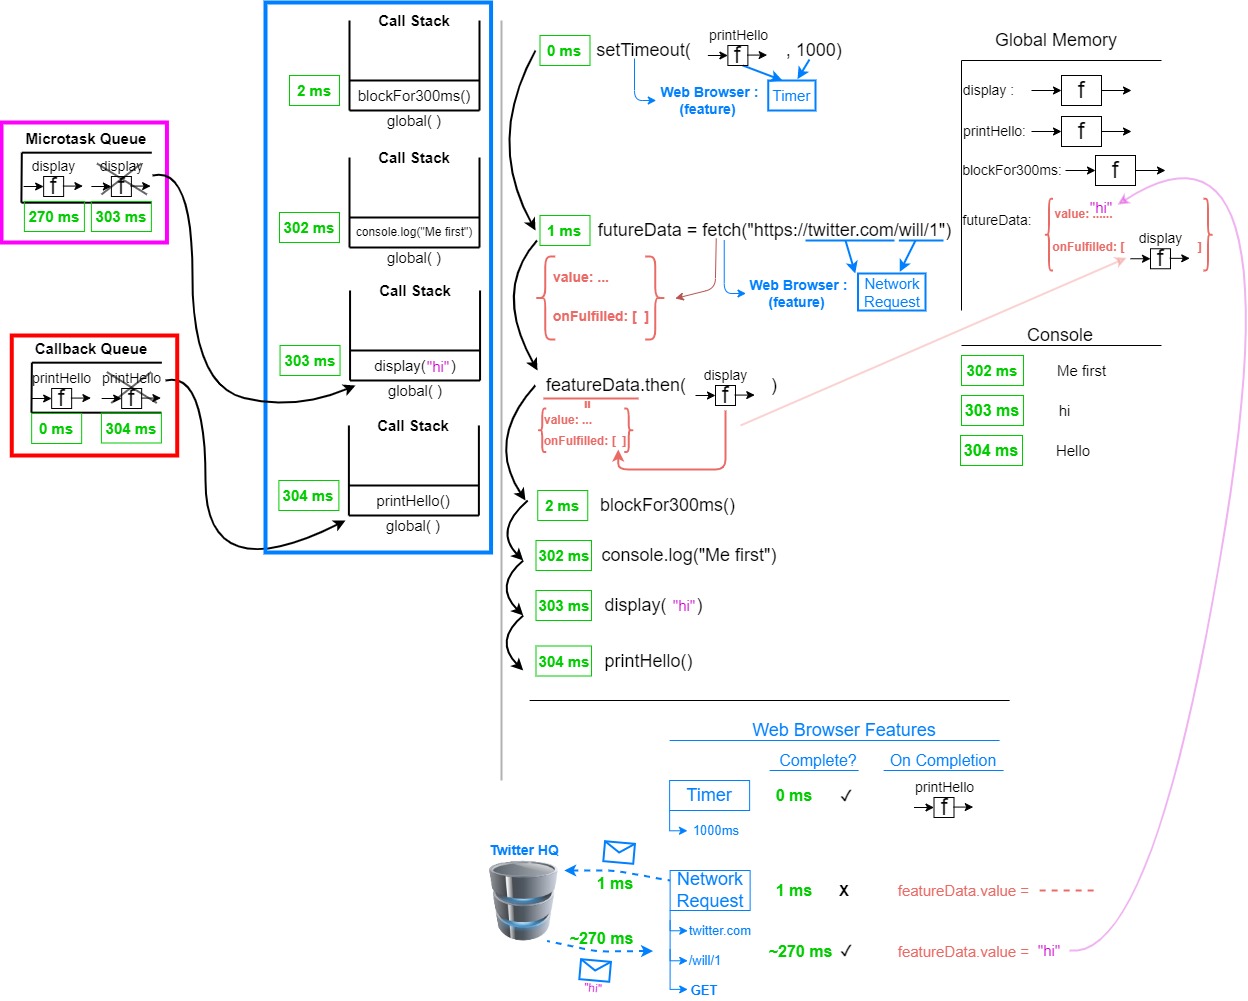 Call Stack
2 ms
blockFor300ms()
global( )
Microtask Queue
display
display
f
f
270 ms
303 ms
Call Stack
302 ms
console.log("Me first")
global( )
Call Stack
303 ms
display("hi")
global( )
Callback Queue
printHello
printHello
f
f
0 ms
304 ms
Call Stack
304 ms
printHello()
global( )
0 ms
setTimeout(
printHello
f
, 1000)
Web Browser :
(feature)
Timer
1 ms
futureData = fetch("https://twitter.com/will/1")
value: ...
onFulfilled: [ ]
Web Browser :
(feature)
Network
Request
featureData.then(
display
f
)
=
value: ...
onFulfilled: [ ]
2 ms
blockFor300ms()
302 ms
console.log("Me first")
303 ms
display( "hi")
304 ms
printHello()
Global Memory
display :
f
printHello:
f
blockFor300ms:
f
futureData:
value: ......
"hi"
onFulfilled: [
display
f
]
Console
302 ms
Me first
303 ms
hi
304 ms
Hello
Web Browser Features
Complete?
On Completion
Timer
0 ms
✓
printHello
f
1000ms
Twitter HQ
1 ms
Network
Request
1 ms
X
featureData.value = - - - - -
twitter.com
~270 ms
~270 ms
✓
featureData.value = "hi"
/will/1
"hi"
GET